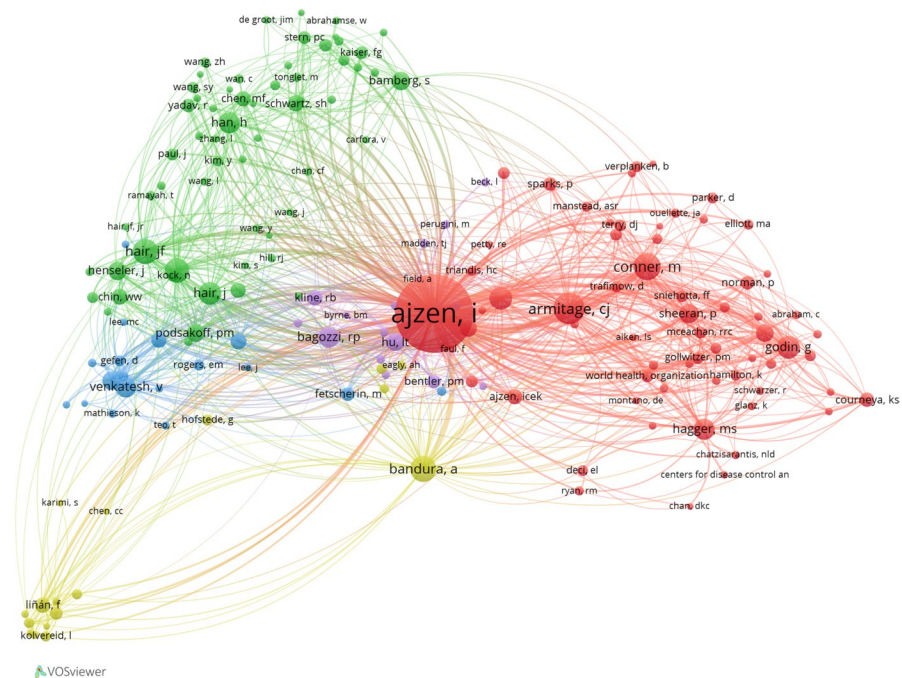 de groot, jim
abrahamse, w
stern, pc
kaiser, fg
wang, zh
bamberg, s
wan, c
tonglet, m
wang, sy
chen, mf
yadav, r
schwartz, sh
han, h
zhang, l
carfora, v
paul, j
kim, y
verplanken, b
chen, cf
wang, l
beck, l
sparks, p
ramayah, t
parker, d
manstead, asr
wang, j
ouellette, ja
perugini, m
terry, dj
elliott, ma
hair jf, jr
wang, y
madden, tj
petty, re
hair, jf
hill, rj
kim, s
conner, m
henseler, j
kock, n
triandis, hc
field, a
trafimow, d
norman, p
hair, j
chin, ww
kline, rb
sniehotta, ff
ajzen, i
armitage, cj
byrne, bm
sheeran, p
abraham, c
lee, mc
podsakoff, pm
bagozzi, rp
hu, lt
mceachan, rrc
aiken, ls
faul, f
godin, g
gefen, d
rogers, em
lee, j
eagly, ah
gollwitzer, pm
world health, organization
hamilton, k
venkatesh, v
bentler, pm
fetscherin, m
ajzen, icek
schwarzer, r
montano, de
glanz, k
courneya, ks
mathieson, k
teo, t
hofstede, g
hagger, ms
chatzisarantis, nld
bandura, a
deci, el
centers for disease control an
ryan, rm
karimi, s
chen, cc
chan, dkc
liñán, f
kolvereid, l
VOSviewer